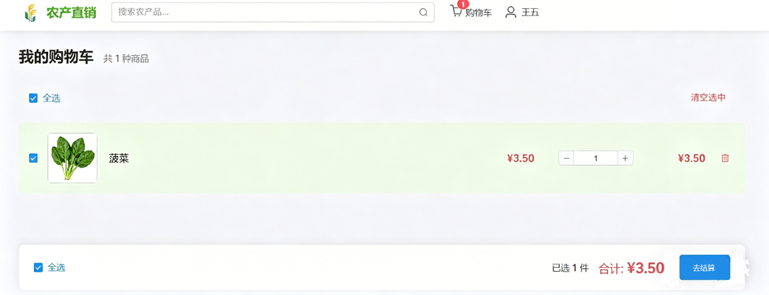 农产直销 搜索农产品... 1 购物车 王五
我的购物车 共 1 种商品
全选 清空选中
菠菜 ¥3.50 − 1 + ¥3.50
全选 已选 1 件 合计: ¥3.50 去结算